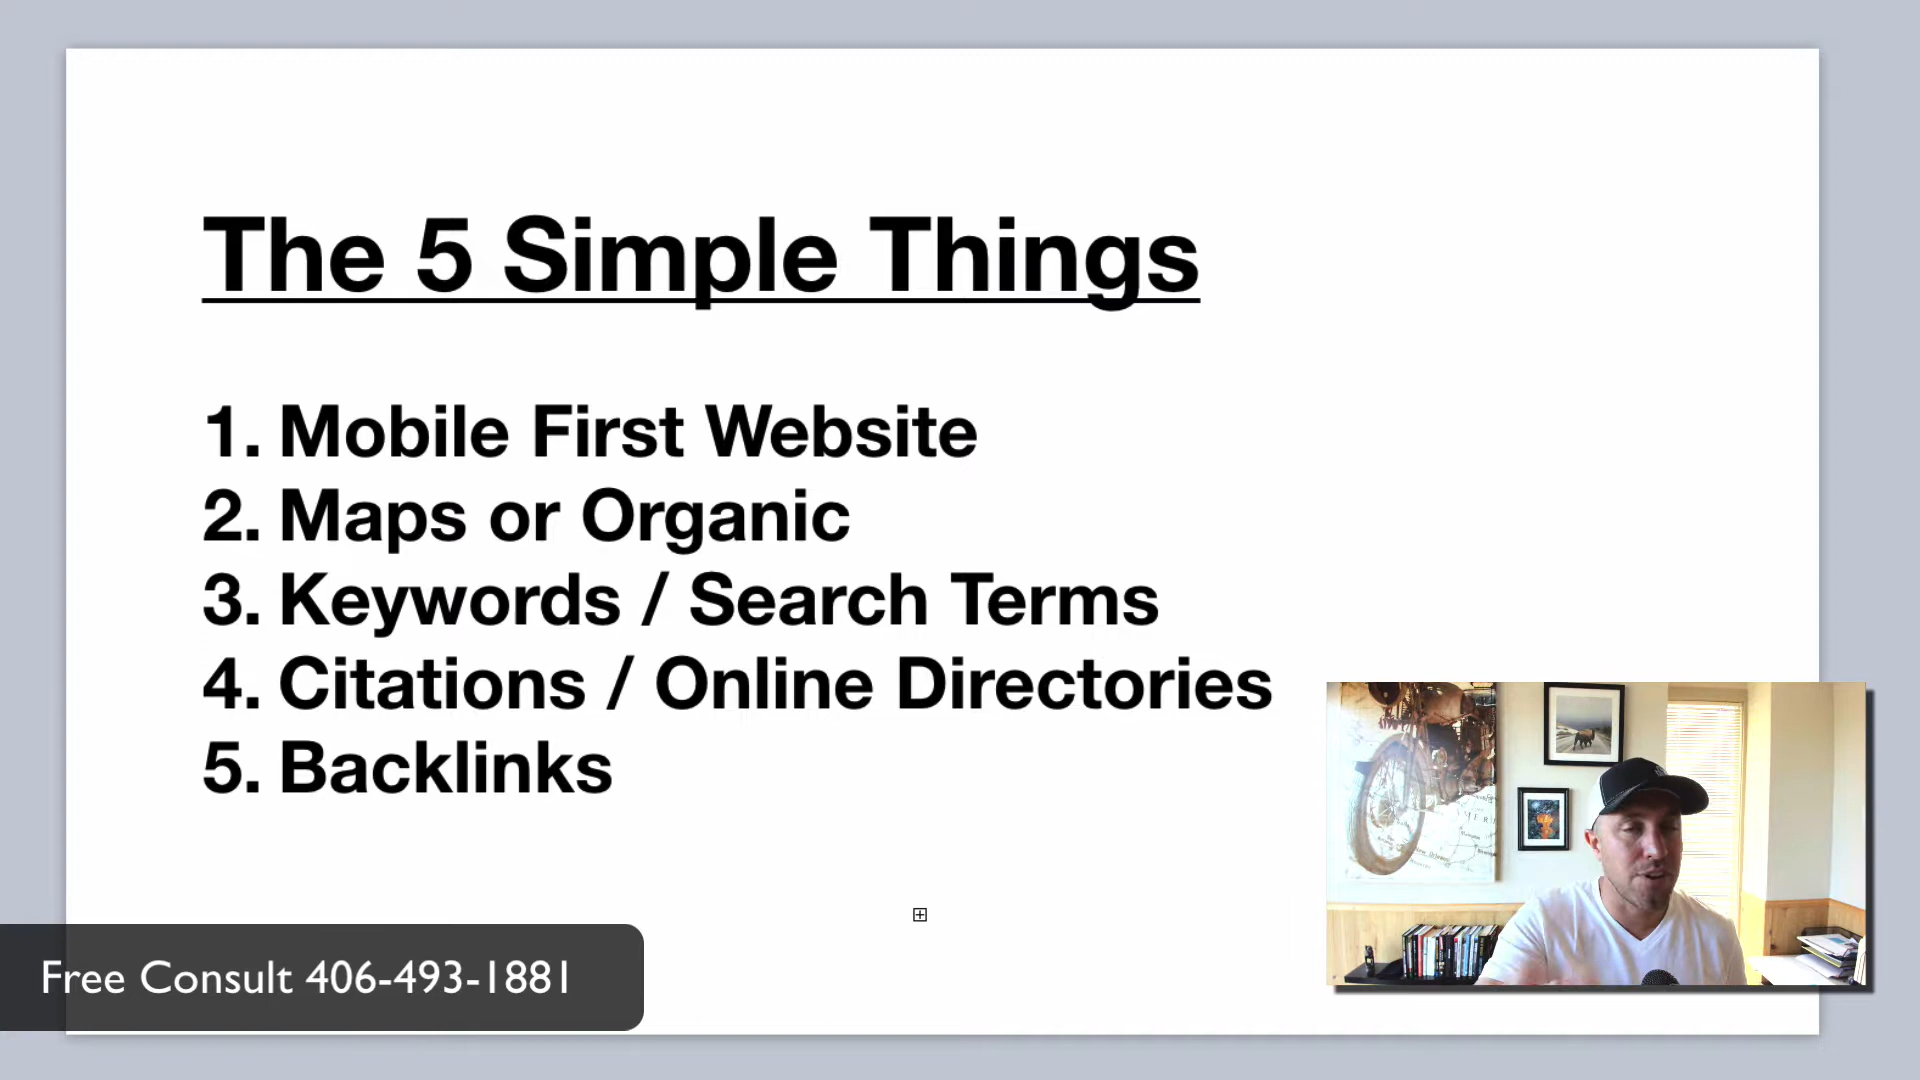 The 5 Simple Things
1. Mobile First Website
2. Maps or Organic
3. Keywords / Search Terms
4. Citations / Online Directories
5. Backlinks
Free Consult 406-493-1881